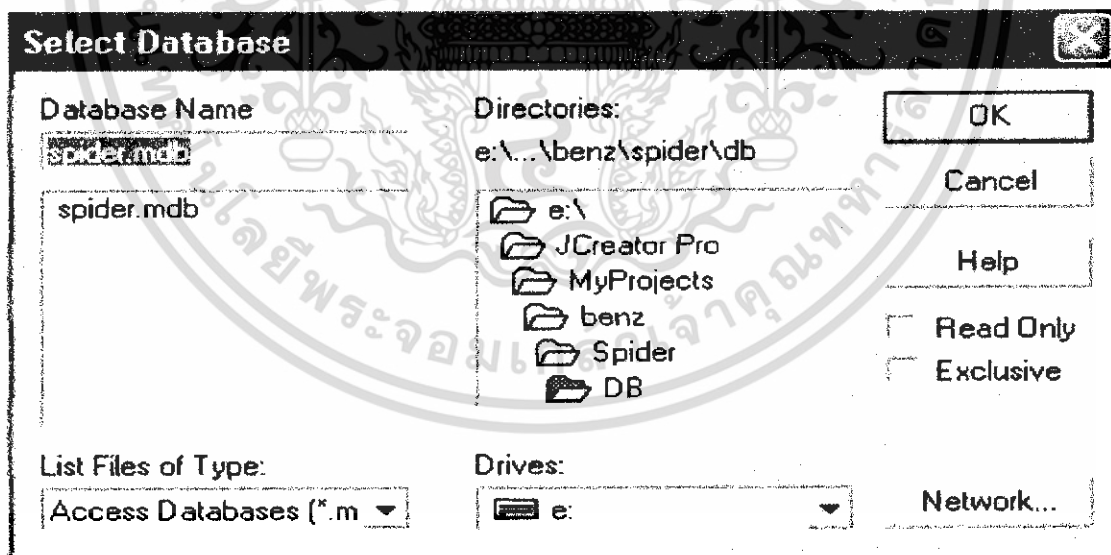 Select Database
Database Name
spider.mdb
spider.mdb
List Files of Type:
Access Databases (*.m
Directories:
e:\...\benz\spider\db
e:\
JCreator Pro
MyProjects
benz
Spider
DB
Drives:
e:
OK
Cancel
Help
Read Only
Exclusive
Network...